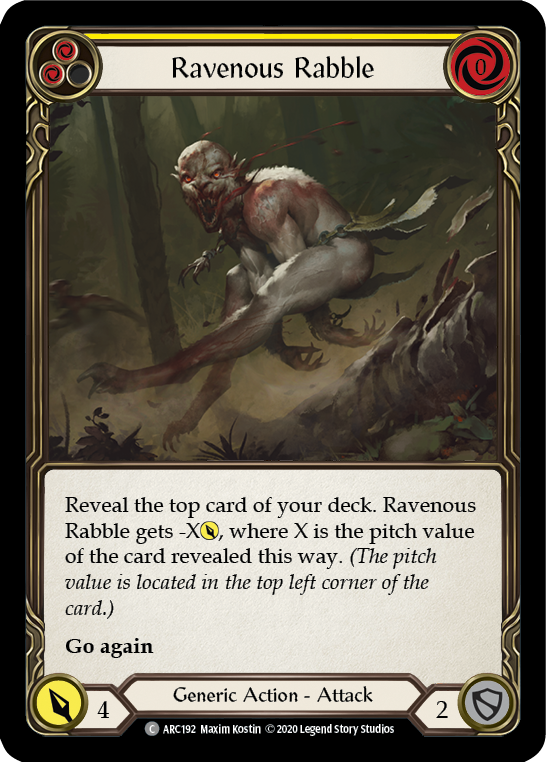 Ravenous Rabble
0
Reveal the top card of your deck. Ravenous
Rabble gets -X, where X is the pitch value
of the card revealed this way. (The pitch
value is located in the top left corner of the
card.)
Go again
4
Generic Action - Attack
2
C ARC192 Maxim Kostin ©2020 Legend Story Studios